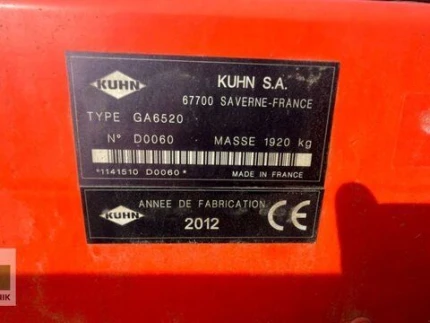 KUHN
KUHN S.A.
67700 SAVERNE-FRANCE
TYPE GA6520
N° D0060 MASSE 1920 kg
*1141510 D0060*
MADE IN FRANCE
KUHN
ANNEE DE FABRICATION
2012
CE